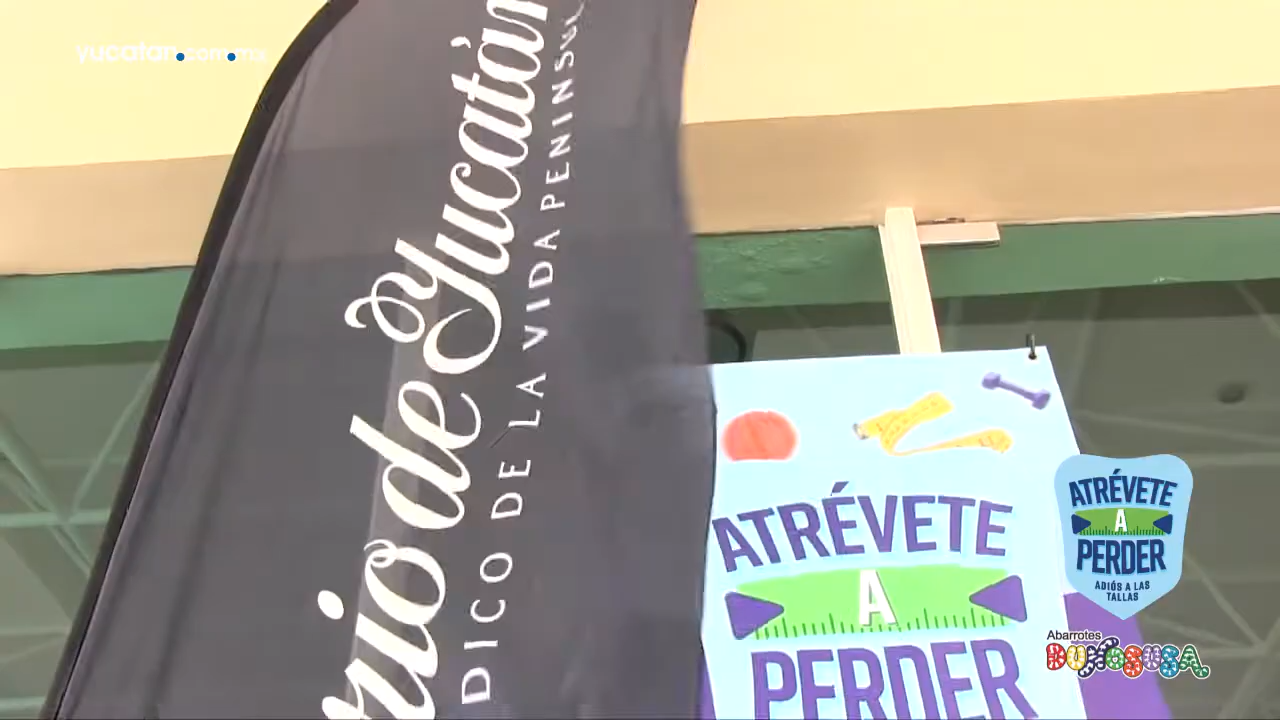 yucatan.com.mx
rio de Yucatán
DICO DE LA VIDA PENINSUL
ATRÉVETE
A
PERDER
ATRÉVETE
A
PERDER
ADIÓS A LAS
TALLAS
Abarrotes
DUNOSUSA